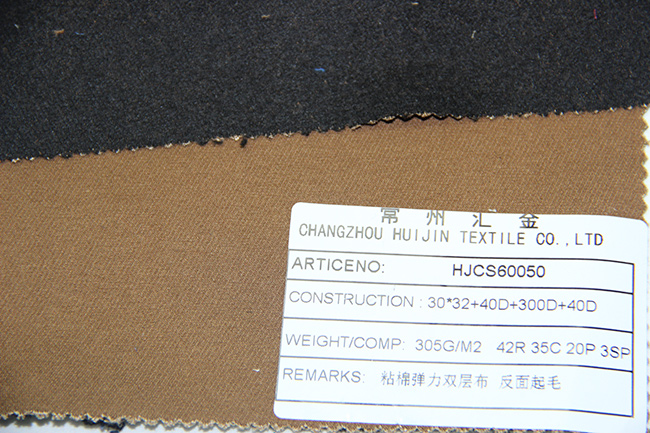 常州汇金
CHANGZHOU HUIJIN TEXTILE CO.,LTD
ARTICENO: HJCS60050
CONSTRUCTION : 30*32+40D+300D+40D
WEIGHT/COMP: 305G/M2 42R 35C 20P 3SP
REMARKS: 粘棉弹力双层布 反面起毛